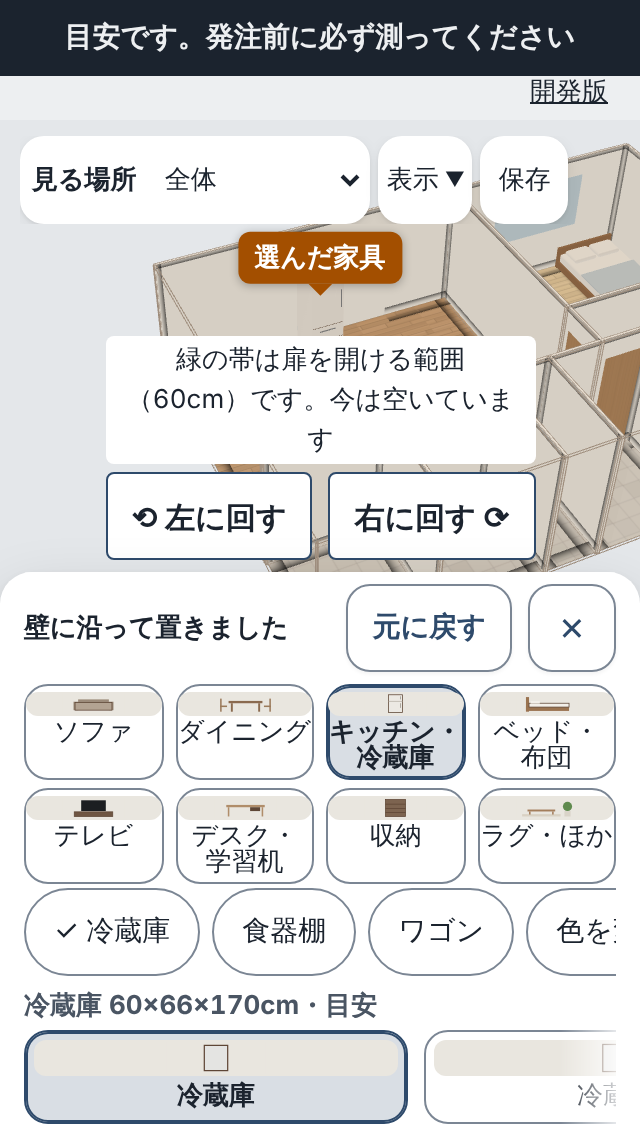 目安です。発注前に必ず測ってください
開発版
見る場所 全体
表示 ▼
保存
選んだ家具
緑の帯は扉を開ける範囲
（60cm）です。今は空いていま
す
⟲ 左に回す
右に回す ⟳
壁に沿って置きました
元に戻す
×
ソファ
ダイニング
キッチン・
冷蔵庫
ベッド・
布団
テレビ
デスク・
学習机
収納
ラグ・ほか
✓ 冷蔵庫
食器棚
ワゴン
色を
冷蔵庫 60×66×170cm・目安
冷蔵庫
冷